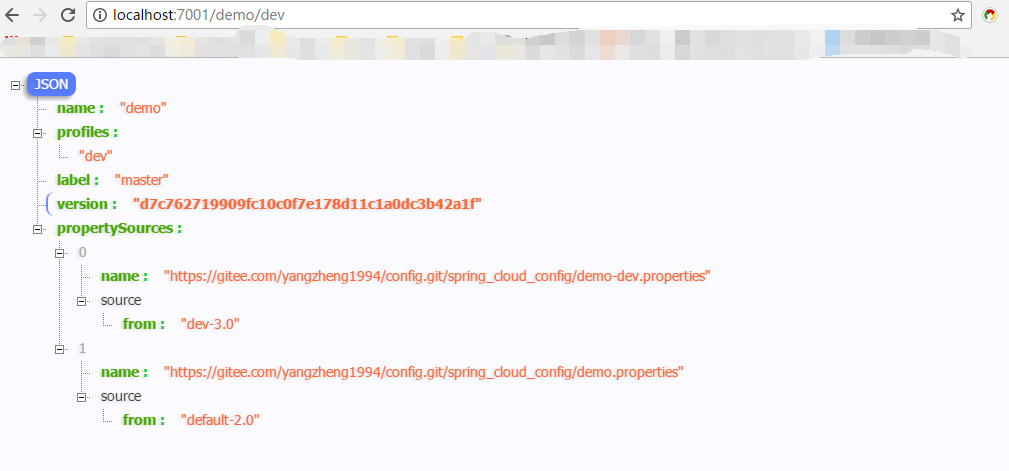 localhost:7001/demo/dev
JSON
name : "demo"
profiles :
"dev"
label : "master"
version : "d7c762719909fc10c0f7e178d11c1a0dc3b42a1f"
propertySources :
0
name : "https://gitee.com/yangzheng1994/config.git/spring_cloud_config/demo-dev.properties"
source
from : "dev-3.0"
1
name : "https://gitee.com/yangzheng1994/config.git/spring_cloud_config/demo.properties"
source
from : "default-2.0"